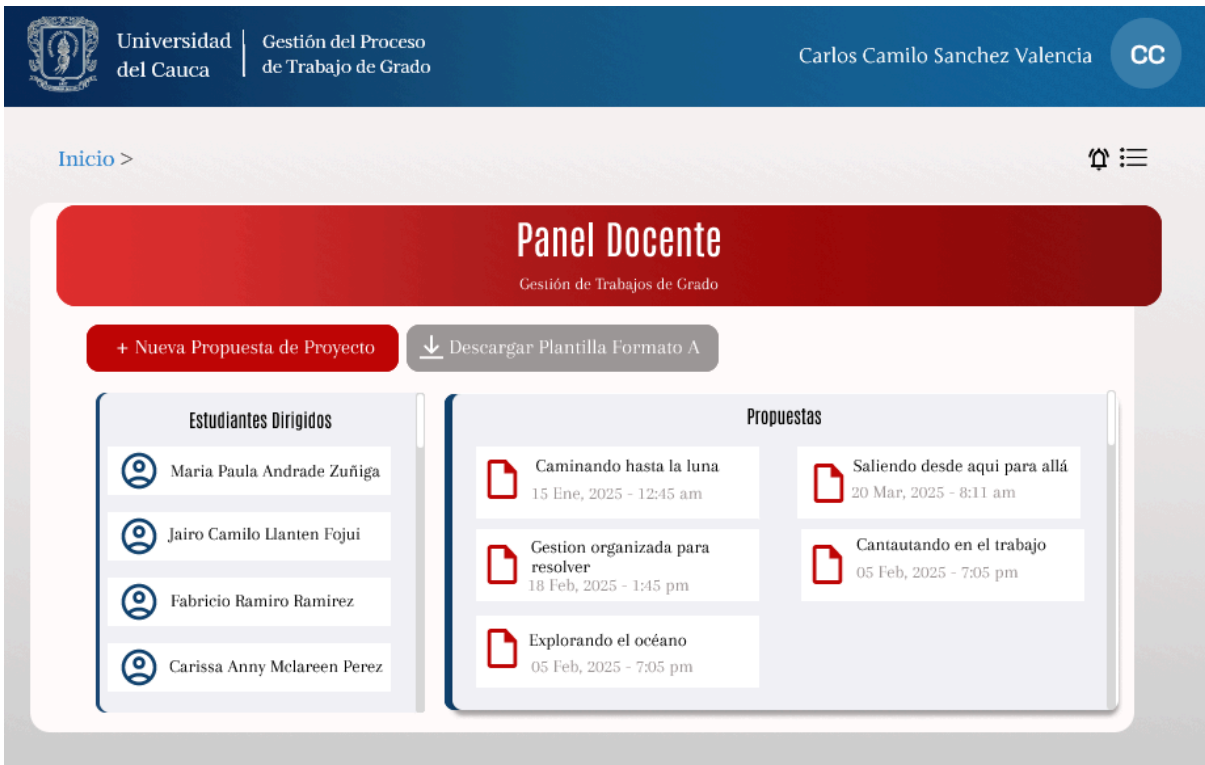 Universidad
del Cauca
Gestión del Proceso
de Trabajo de Grado
Carlos Camilo Sanchez Valencia
CC
Inicio >
Panel Docente
Gestión de Trabajos de Grado
+ Nueva Propuesta de Proyecto
Descargar Plantilla Formato A
Estudiantes Dirigidos
Maria Paula Andrade Zuñiga
Jairo Camilo Llanten Fojui
Fabricio Ramiro Ramirez
Carissa Anny Mclareen Perez
Propuestas
Caminando hasta la luna
15 Ene, 2025 - 12:45 am
Saliendo desde aqui para allá
20 Mar, 2025 - 8:11 am
Gestion organizada para
resolver
18 Feb, 2025 - 1:45 pm
Cantautando en el trabajo
05 Feb, 2025 - 7:05 pm
Explorando el océano
05 Feb, 2025 - 7:05 pm